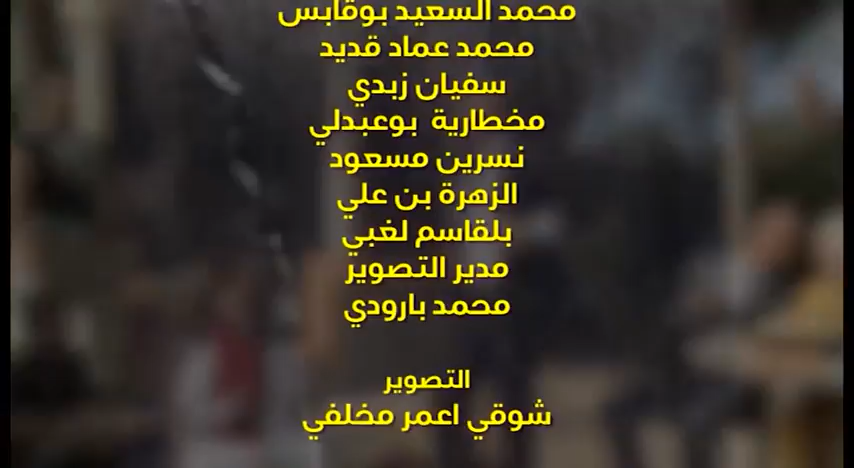 محمد السعيد بوقابس
محمد عماد قديد
سفيان زبدي
مخطارية بوعبدلي
نسرين مسعود
الزهرة بن علي
بلقاسم لغبي
مدير التصوير
محمد بارودي
التصوير
شوقي اعمر مخلفي